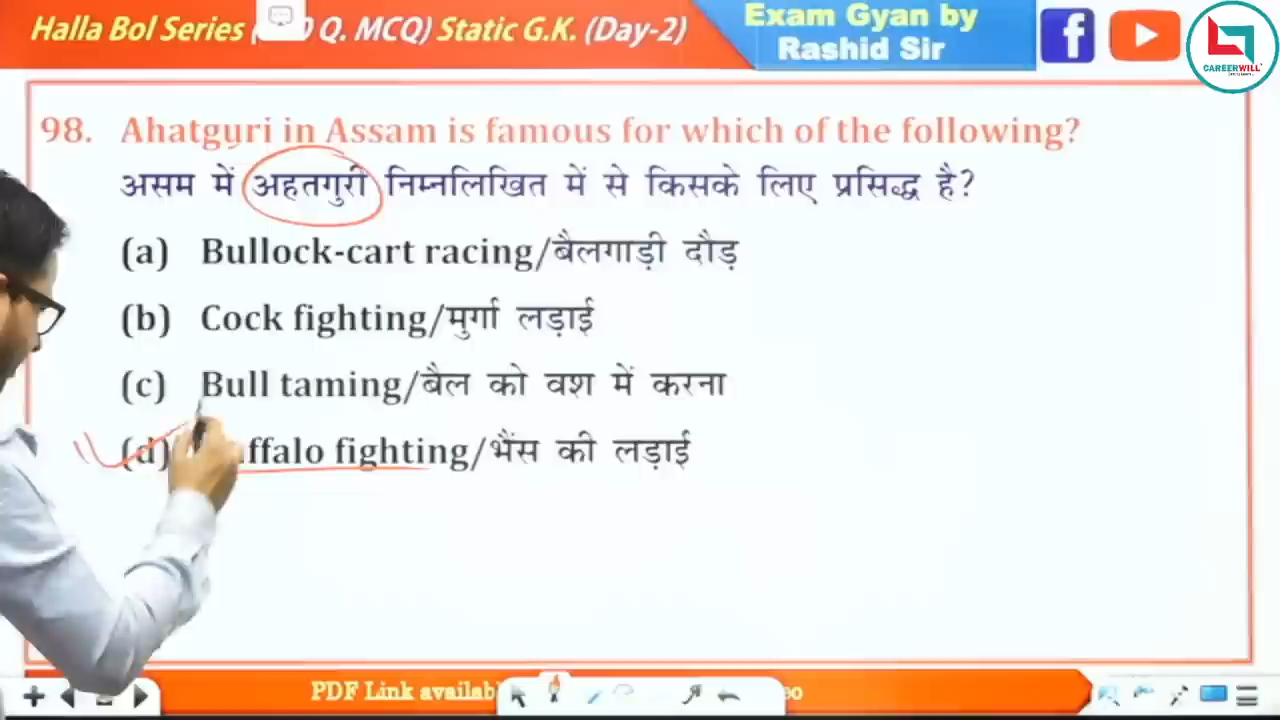 Halla Bol Series Q. MCQ) Static G.K. (Day-2)
Exam Gyan by
Rashid Sir
CAREERWILL
98. Ahatguri in Assam is famous for which of the following?
असम में अहतगुरी निम्नलिखित में से किसके लिए प्रसिद्ध है?
(a) Bullock-cart racing/बैलगाड़ी दौड़
(b) Cock fighting/मुर्गा लड़ाई
(c) Bull taming/बैल को वश में करना
(d) ffalo fighting/भैंस की लड़ाई
PDF Link availab